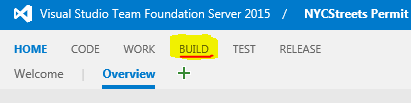 Visual Studio Team Foundation Server 2015 / NYCStreets Permit
HOME CODE WORK BUILD TEST RELEASE
Welcome | Overview +